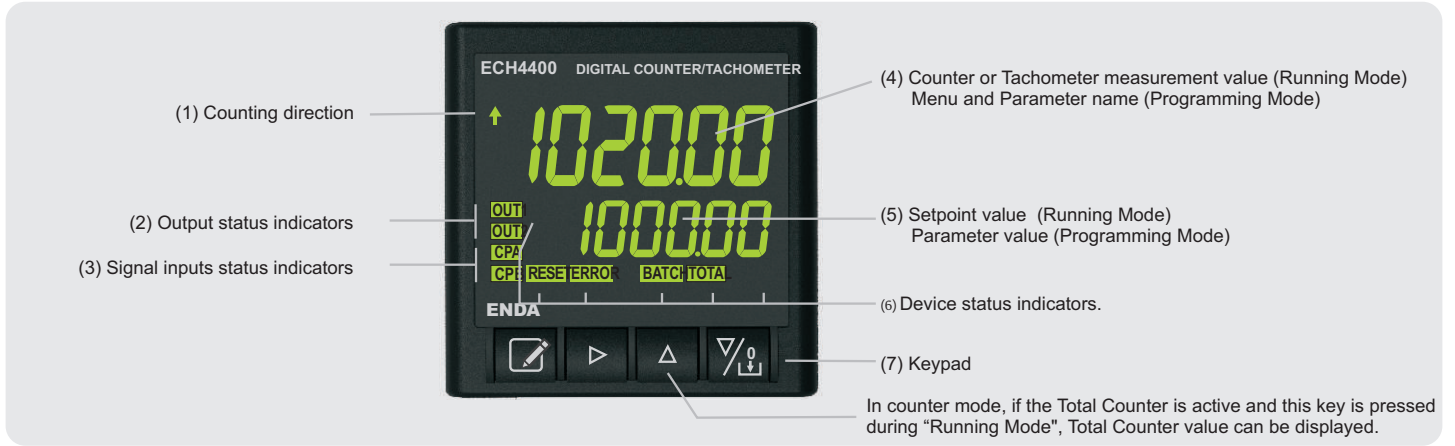 ECH4400 DIGITAL COUNTER/TACHOMETER
(1) Counting direction
1020.00
(4) Counter or Tachometer measurement value (Running Mode)
Menu and Parameter name (Programming Mode)
(2) Output status indicators
OUT1
OUT2
1000.00
(5) Setpoint value (Running Mode)
Parameter value (Programming Mode)
(3) Signal inputs status indicators
CPA
CPB RESET ERROR BATCH TOTAL
ENDA
(6) Device status indicators.
0
(7) Keypad
In counter mode, if the Total Counter is active and this key is pressed
during “Running Mode", Total Counter value can be displayed.